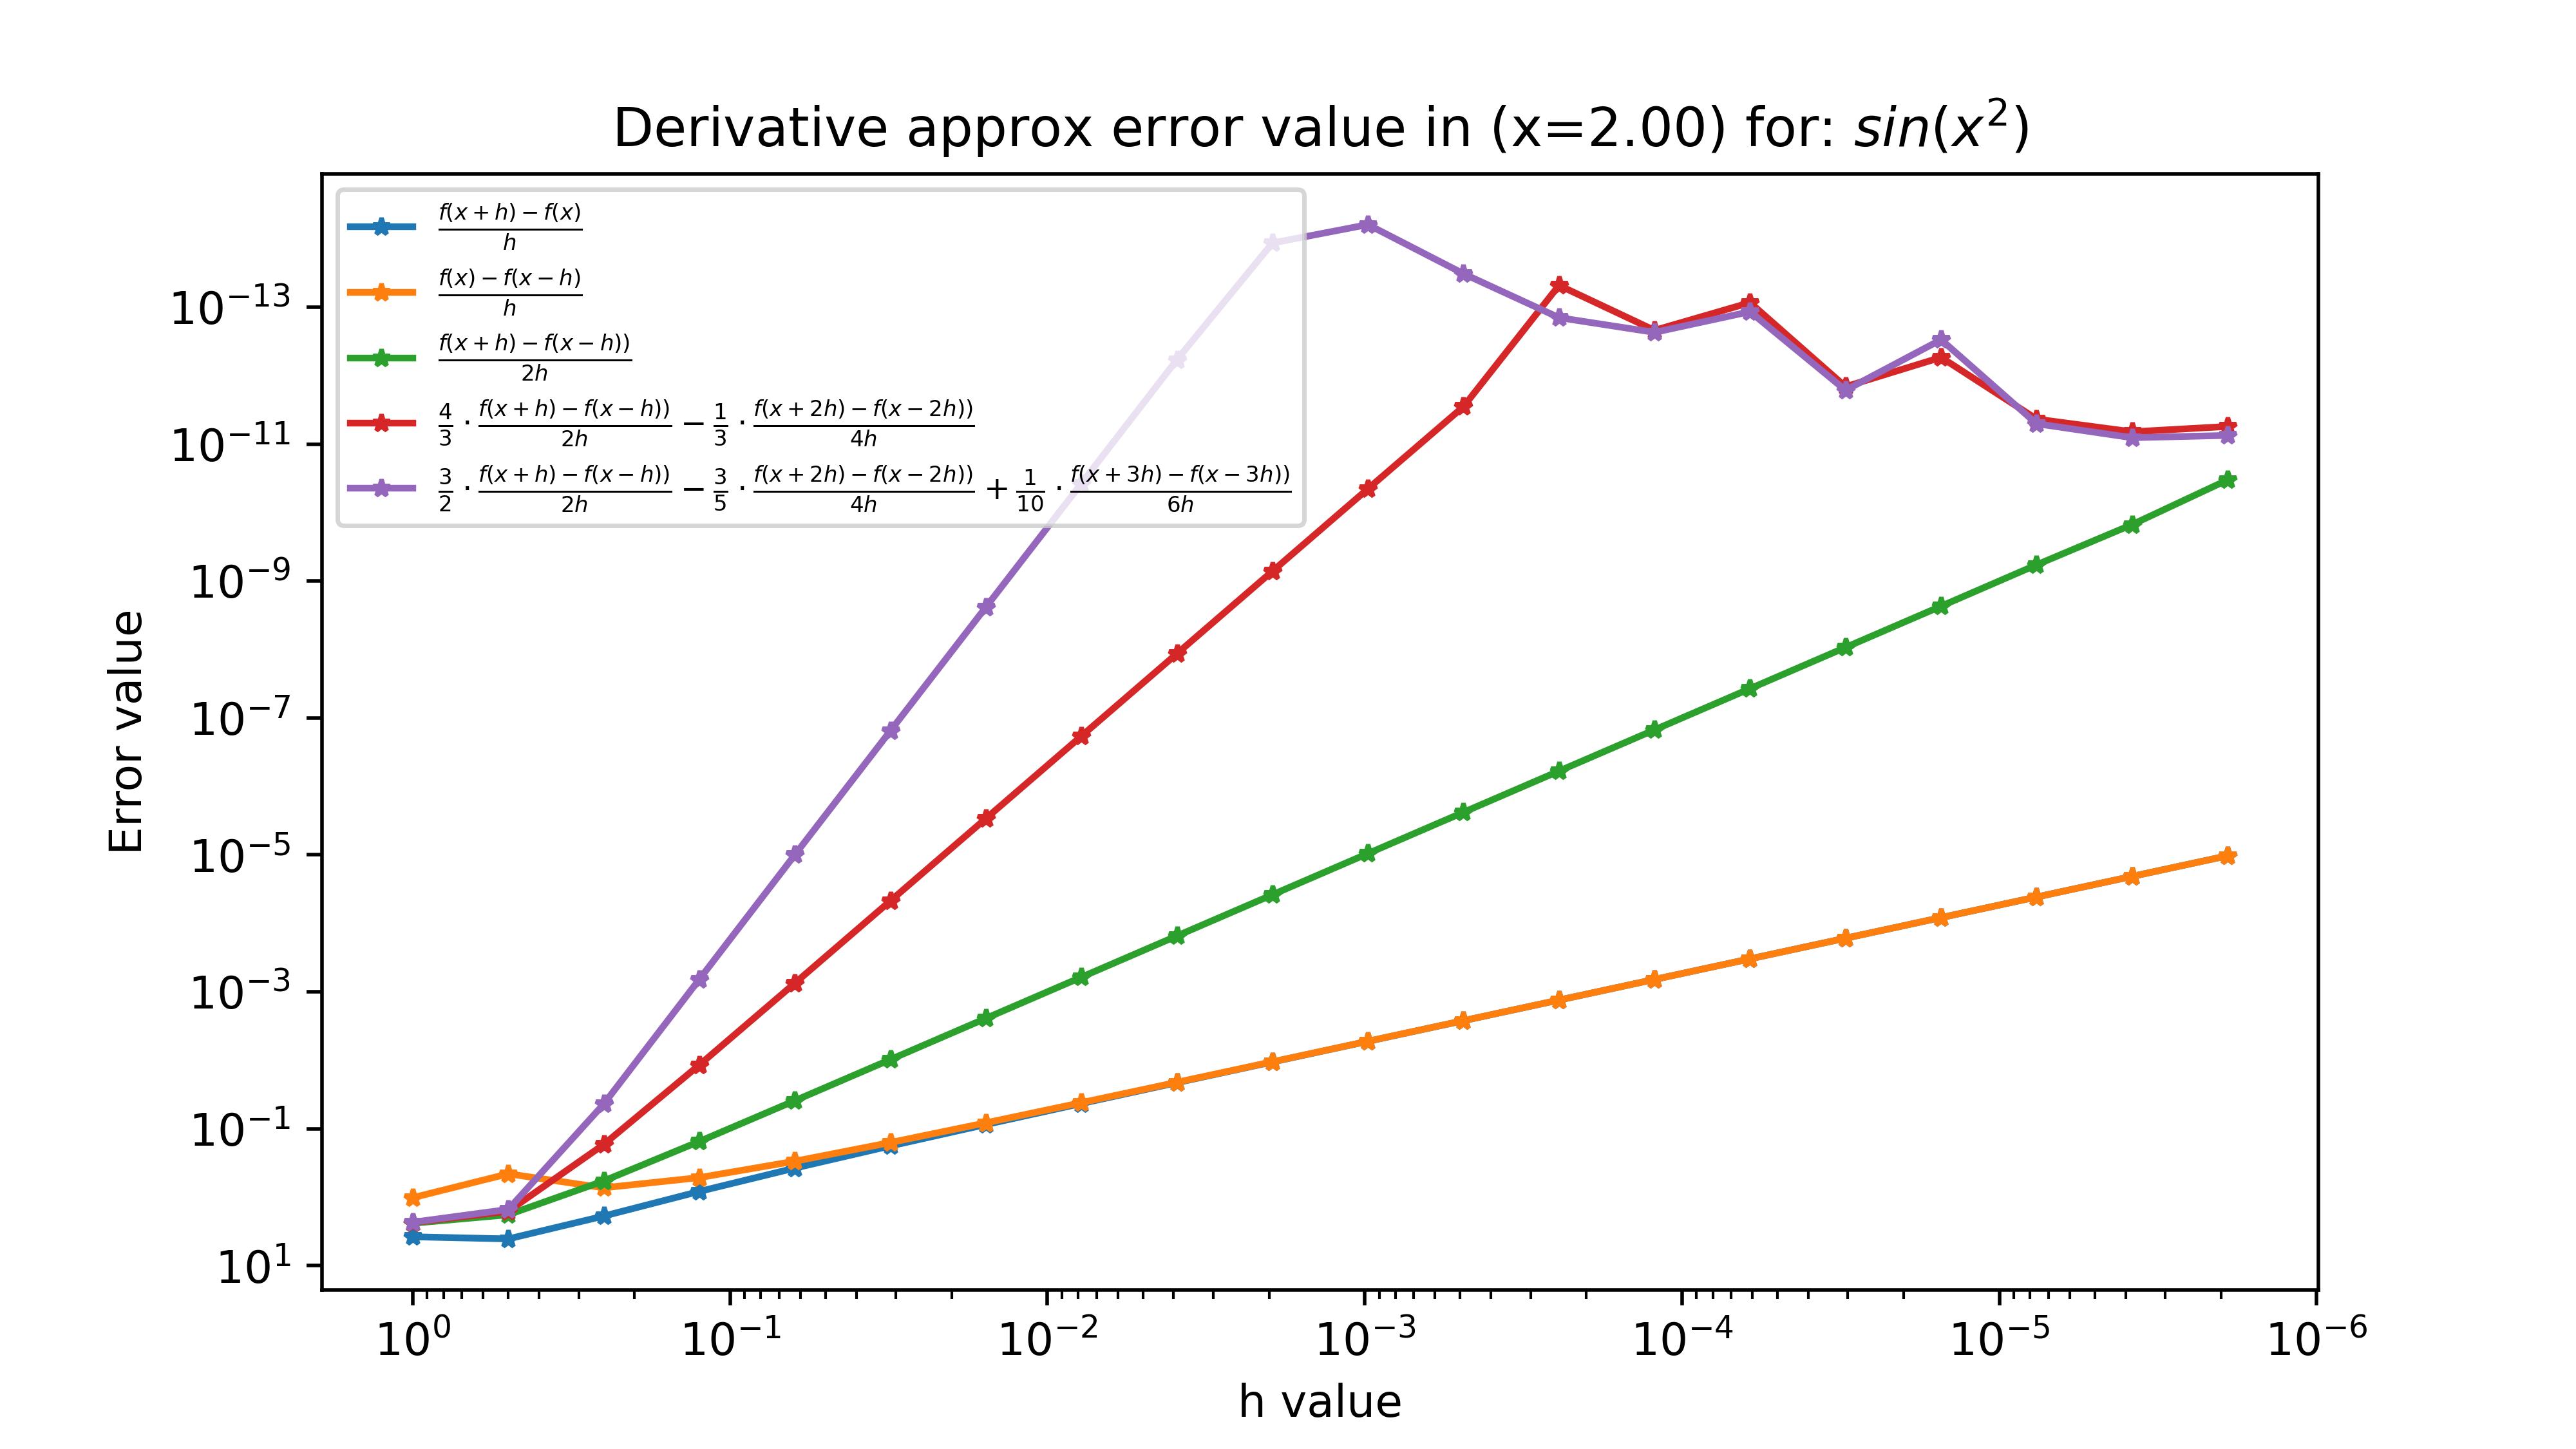 Derivative approx error value in (x=2.00) for: sin(x²)
f(x + h) − f(x) / h
f(x) − f(x − h) / h
f(x + h) − f(x − h)) / 2h
4/3 · f(x + h) − f(x − h)) / 2h − 1/3 · f(x + 2h) − f(x − 2h)) / 4h
3/2 · f(x + h) − f(x − h)) / 2h − 3/5 · f(x + 2h) − f(x − 2h)) / 4h + 1/10 · f(x + 3h) − f(x − 3h)) / 6h
Error value
10⁻¹³
10⁻¹¹
10⁻⁹
10⁻⁷
10⁻⁵
10⁻³
10⁻¹
10¹
10⁰ 10⁻¹ 10⁻² 10⁻³ 10⁻⁴ 10⁻⁵ 10⁻⁶
h value